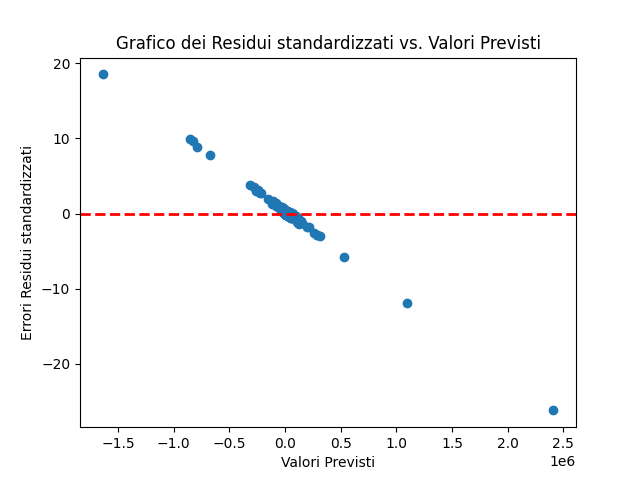 Grafico dei Residui standardizzati vs. Valori Previsti
20
10
0
−10
−20
Errori Residui standardizzati
−1.5 −1.0 −0.5 0.0 0.5 1.0 1.5 2.0 2.5
1e6
Valori Previsti